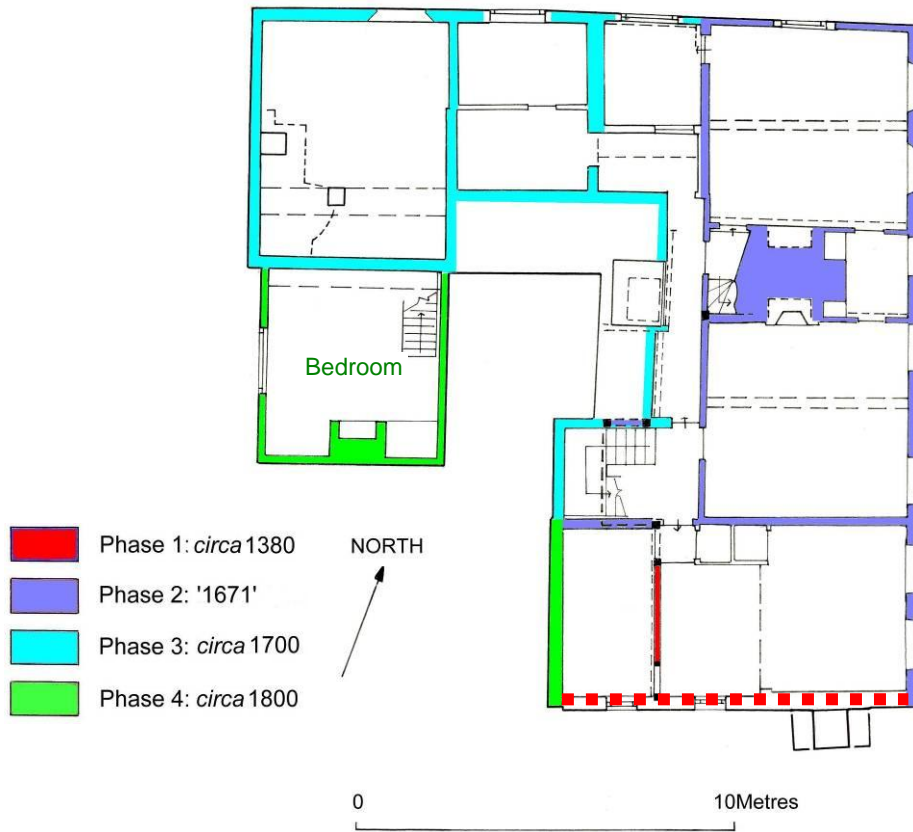 Bedroom
Phase 1: circa 1380
NORTH
Phase 2: '1671'
Phase 3: circa 1700
Phase 4: circa 1800
0
10Metres